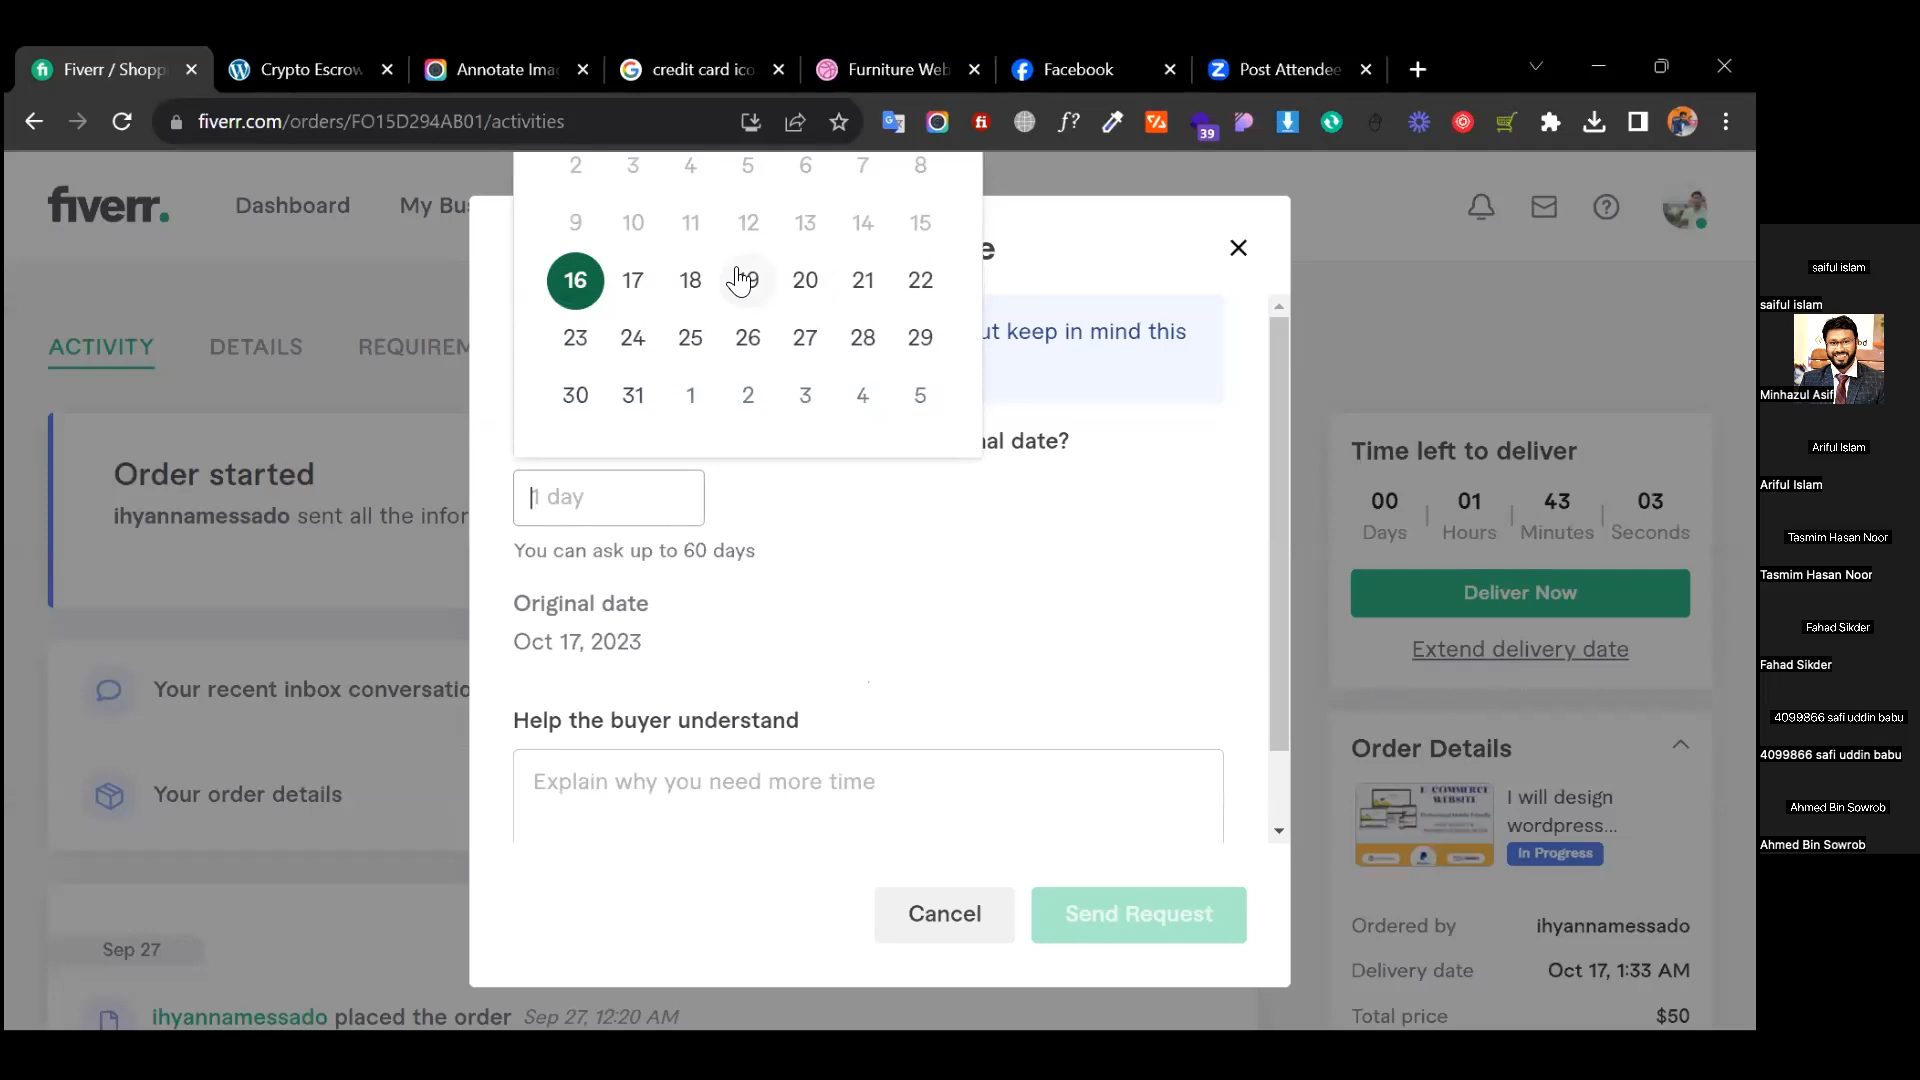 Fiverr / Shopp
Crypto Escrow
Annotate Ima
credit card ico
Furniture Web
Facebook
Post Attendee
fiverr.com/orders/FO15D294AB01/activities
fi
f?
39
fiverr.
Dashboard
My Bus
2 3 4 5 6 7 8
9 10 11 12 13 14 15
16 17 18 19 20 21 22
23 24 25 26 27 28 29
30 31 1 2 3 4 5
e
ut keep in mind this
al date?
1 day
You can ask up to 60 days
Original date
Oct 17, 2023
Help the buyer understand
Explain why you need more time
Cancel
Send Request
ACTIVITY
DETAILS
REQUIREM
Order started
ihyannamessado sent all the infor
Your recent inbox conversatio
Your order details
Sep 27
ihyannamessado placed the order Sep 27, 12:20 AM
Time left to deliver
00 01 43 03
Days Hours Minutes Seconds
Deliver Now
Extend delivery date
Order Details
E-COMMERCE
WEBSITE
I will design
wordpress...
In Progress
Ordered by ihyannamessado
Delivery date Oct 17, 1:33 AM
Total price $50
saiful islam
saiful islam
Minhazul Asif
Ariful Islam
Ariful Islam
Tasmim Hasan Noor
Tasmim Hasan Noor
Fahad Sikder
Fahad Sikder
4099866 safi uddin babu
4099866 safi uddin babu
Ahmed Bin Sowrob
Ahmed Bin Sowrob